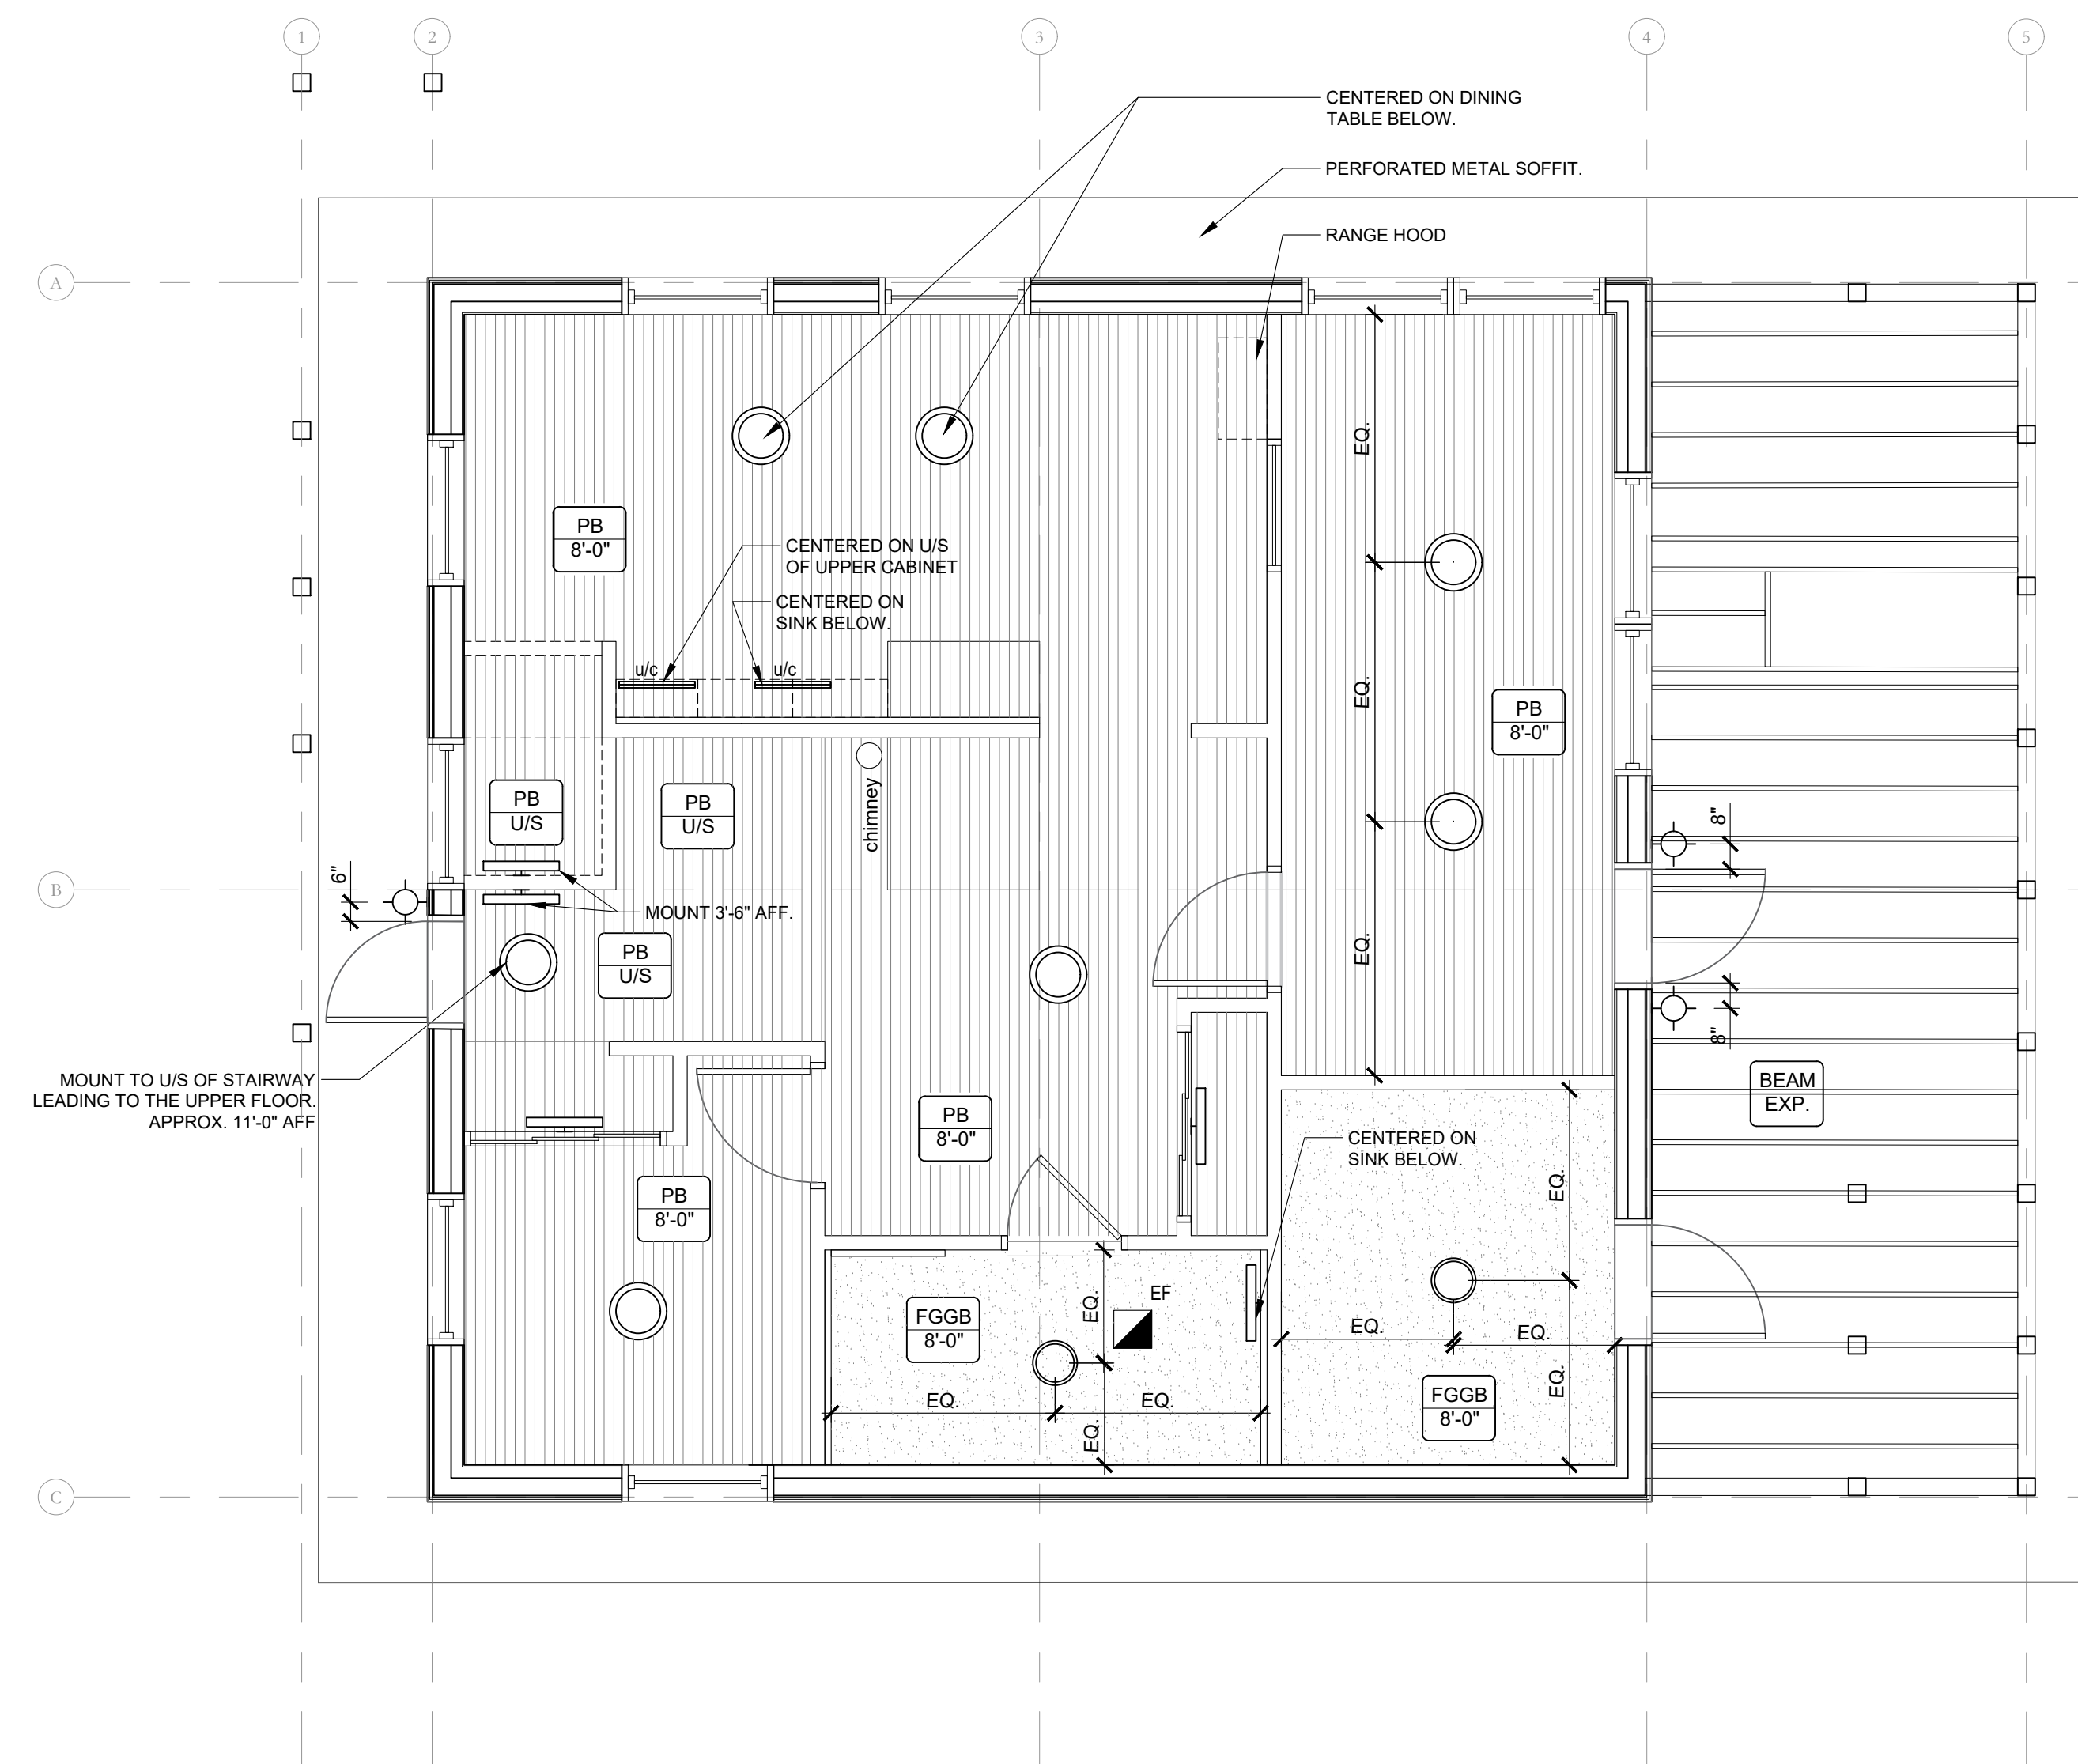 1
2
3
4
5
CENTERED ON DINING
TABLE BELOW.
PERFORATED METAL SOFFIT.
RANGE HOOD
A
EQ.
PB
8'-0"
CENTERED ON U/S
OF UPPER CABINET
CENTERED ON
SINK BELOW.
u/c
u/c
EQ.
PB
8'-0"
PB
U/S
PB
U/S
chimney
8"
6"
B
MOUNT 3'-6" AFF.
PB
U/S
EQ.
8"
MOUNT TO U/S OF STAIRWAY
LEADING TO THE UPPER FLOOR.
APPROX. 11'-0" AFF
BEAM
EXP.
PB
8'-0"
CENTERED ON
SINK BELOW.
EQ.
PB
8'-0"
EF
EQ.
FGGB
8'-0"
EQ.
EQ.
EQ.
FGGB
8'-0"
EQ.
EQ.
EQ.
EQ.
C